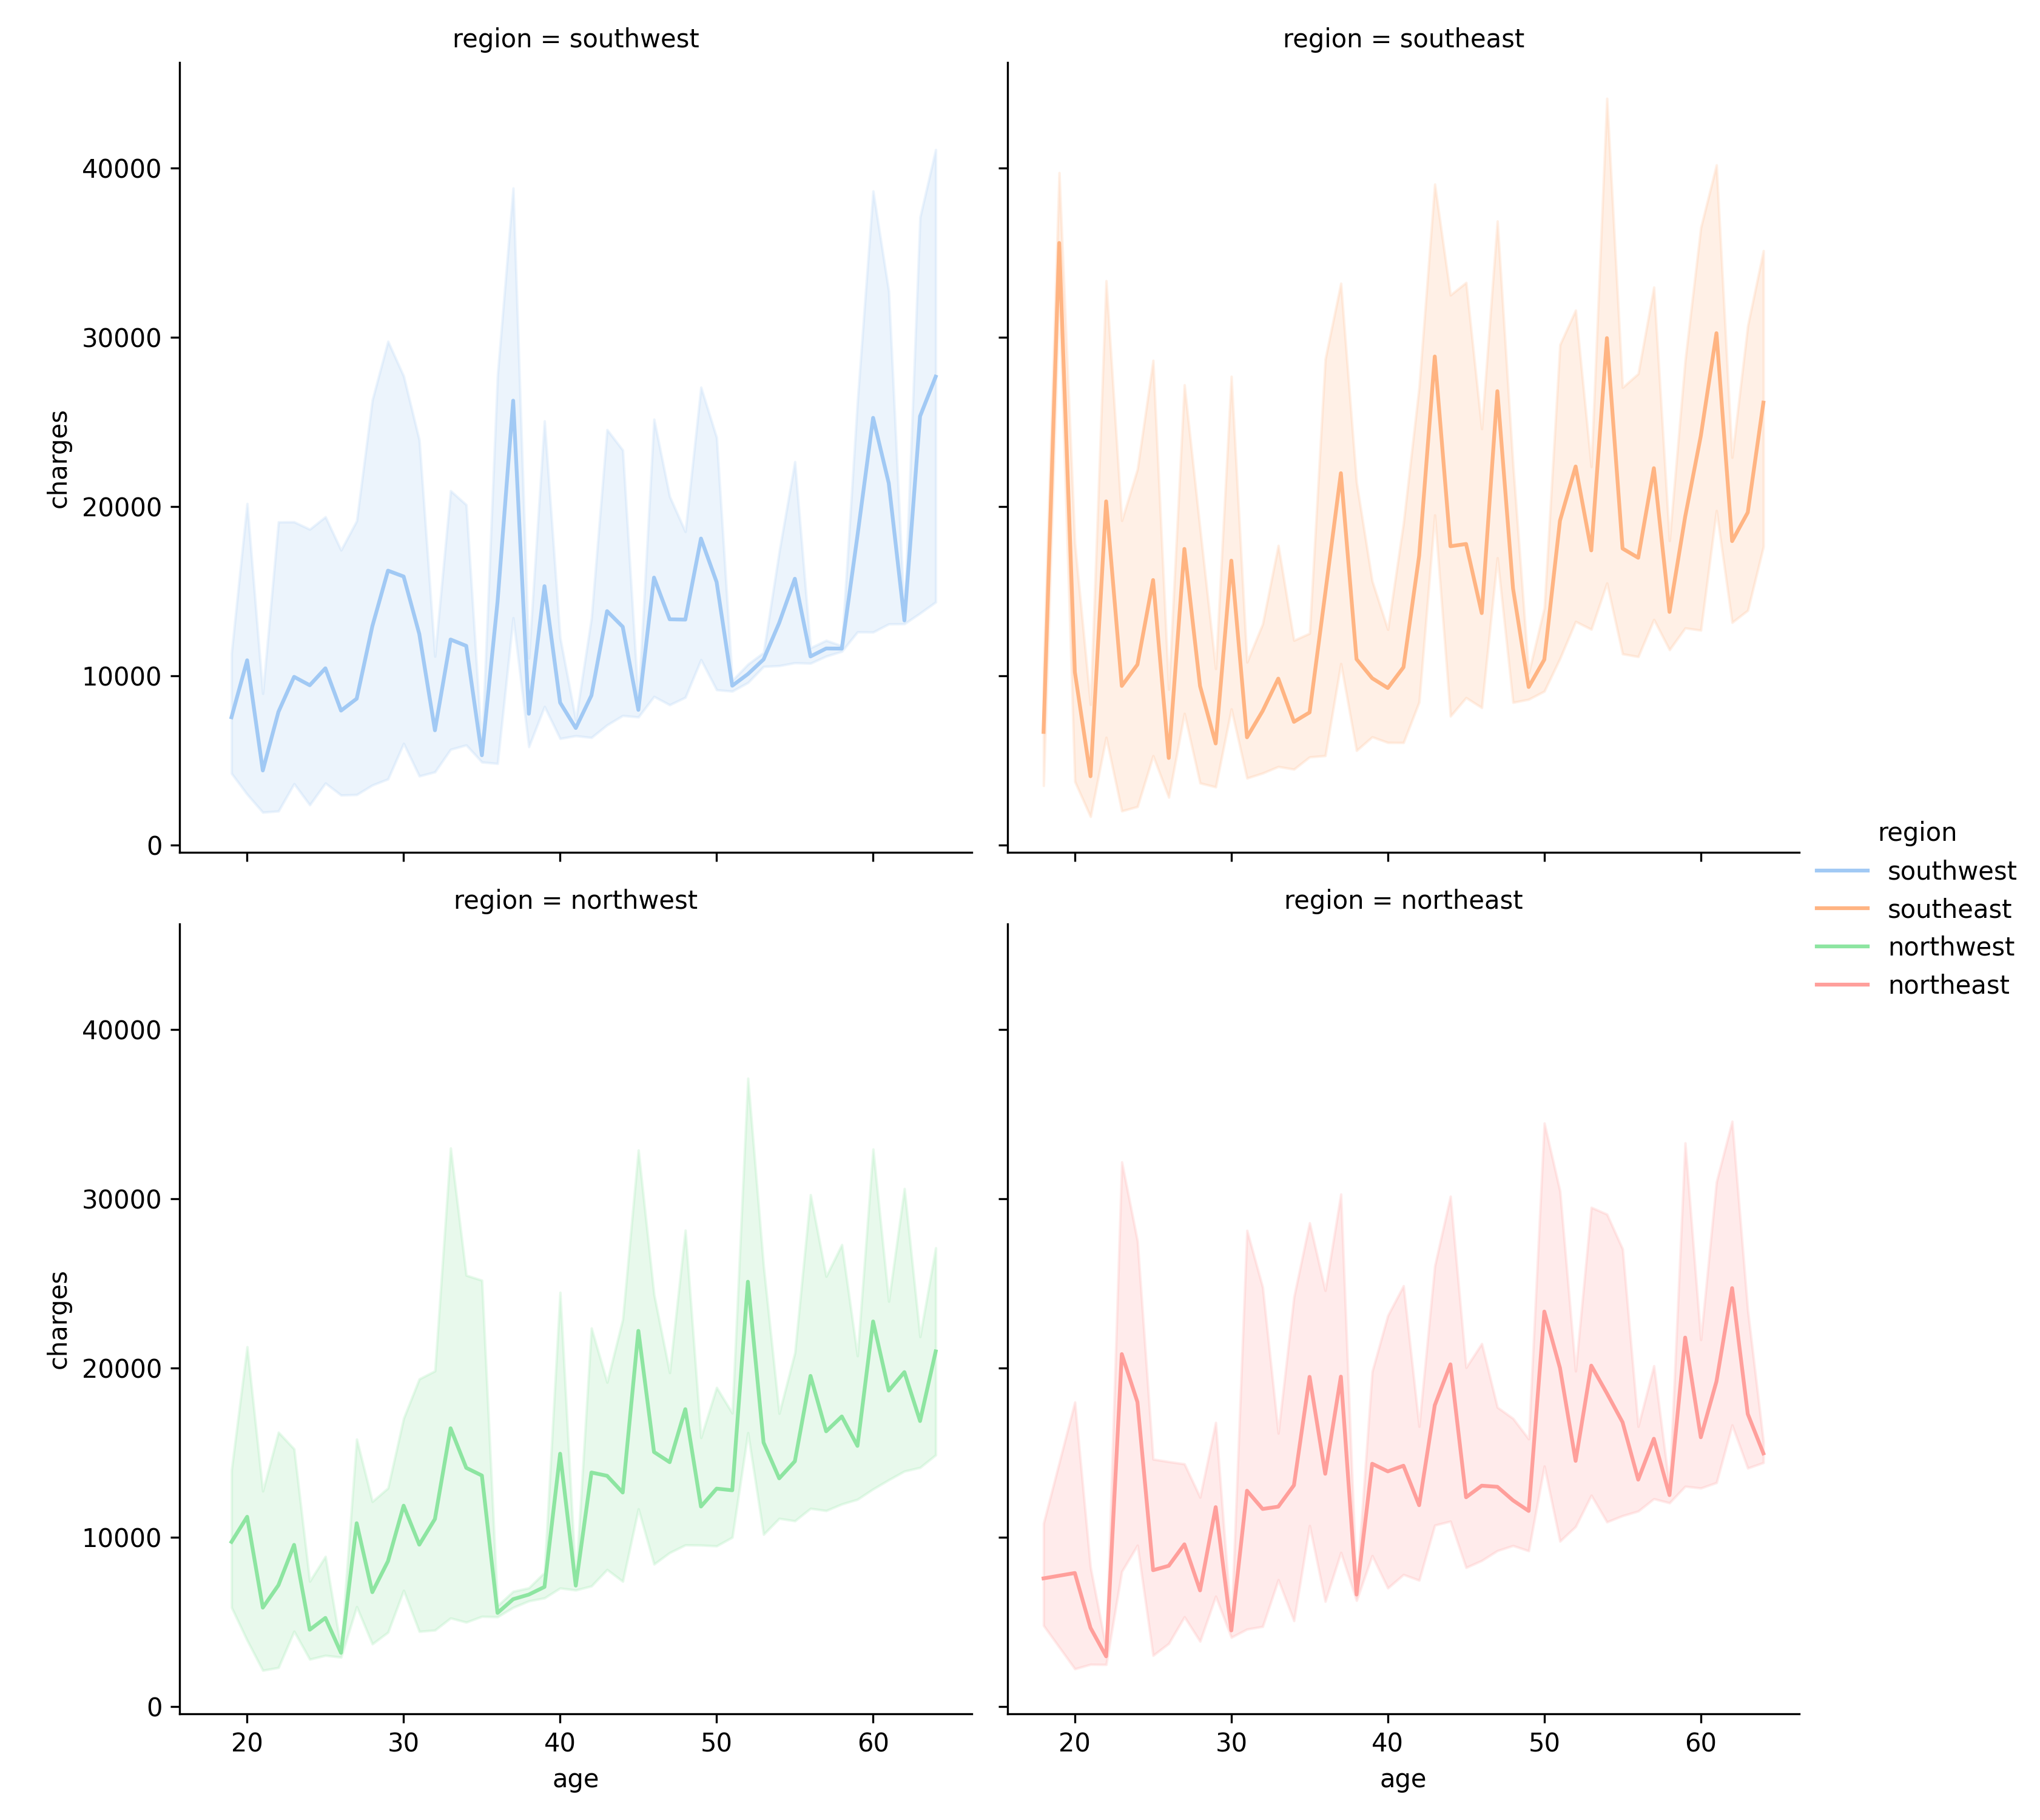 region = southwest
region = southeast
charges
40000
30000
20000
10000
0
region
southwest
southeast
northwest
northeast
region = northwest
region = northeast
charges
40000
30000
20000
10000
0
20 30 40 50 60
20 30 40 50 60
age
age